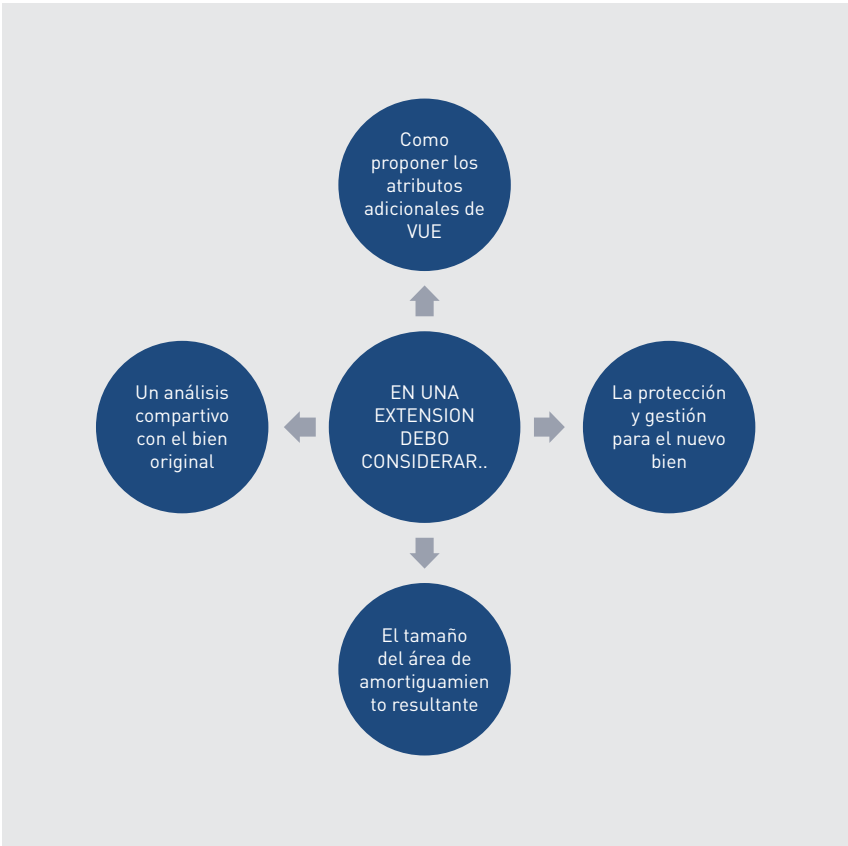 Como
proponer los
atributos
adicionales de
VUE
Un análisis
compartivo
con el bien
original
EN UNA
EXTENSION
DEBO
CONSIDERAR..
La protección
y gestión
para el nuevo
bien
El tamaño
del área de
amortiguamien
to resultante